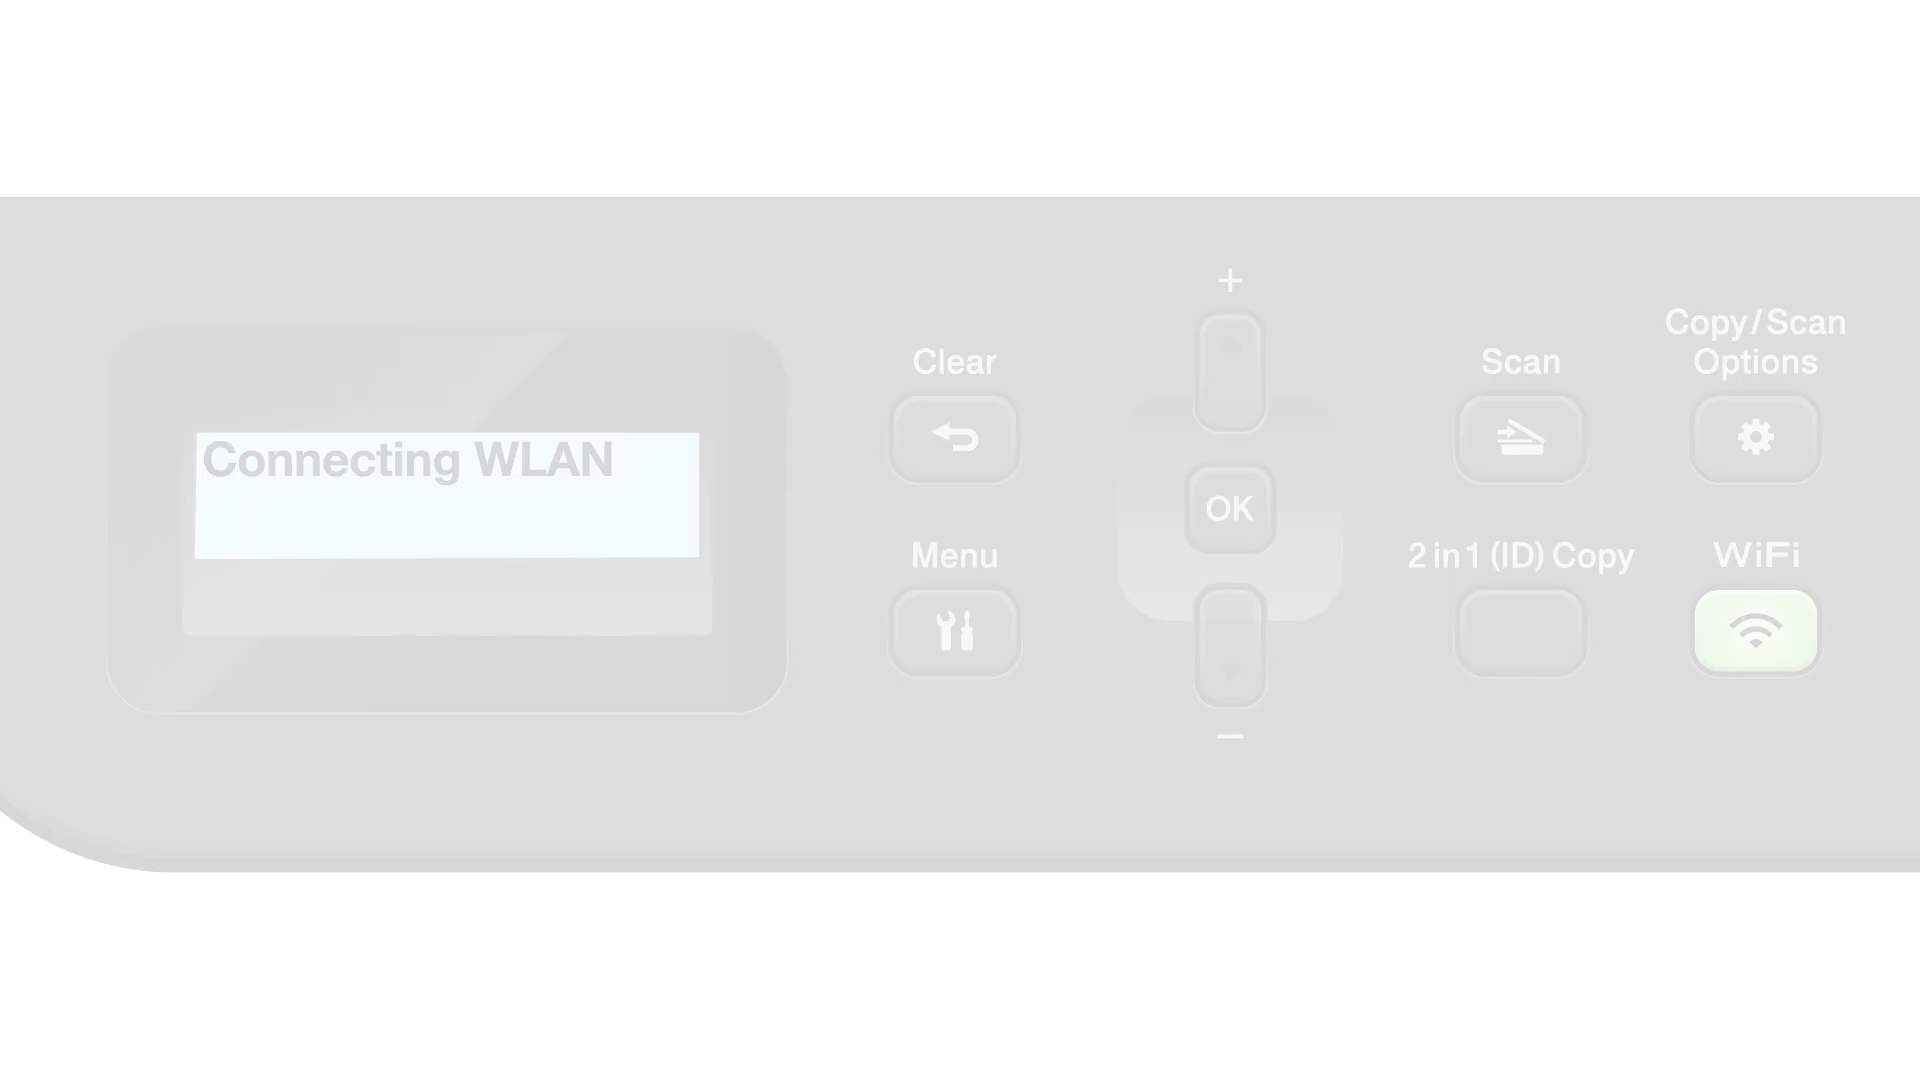 Connecting WLAN
Clear
Menu
+
OK
−
Scan
Copy/Scan
Options
2 in 1 (ID) Copy
WiFi